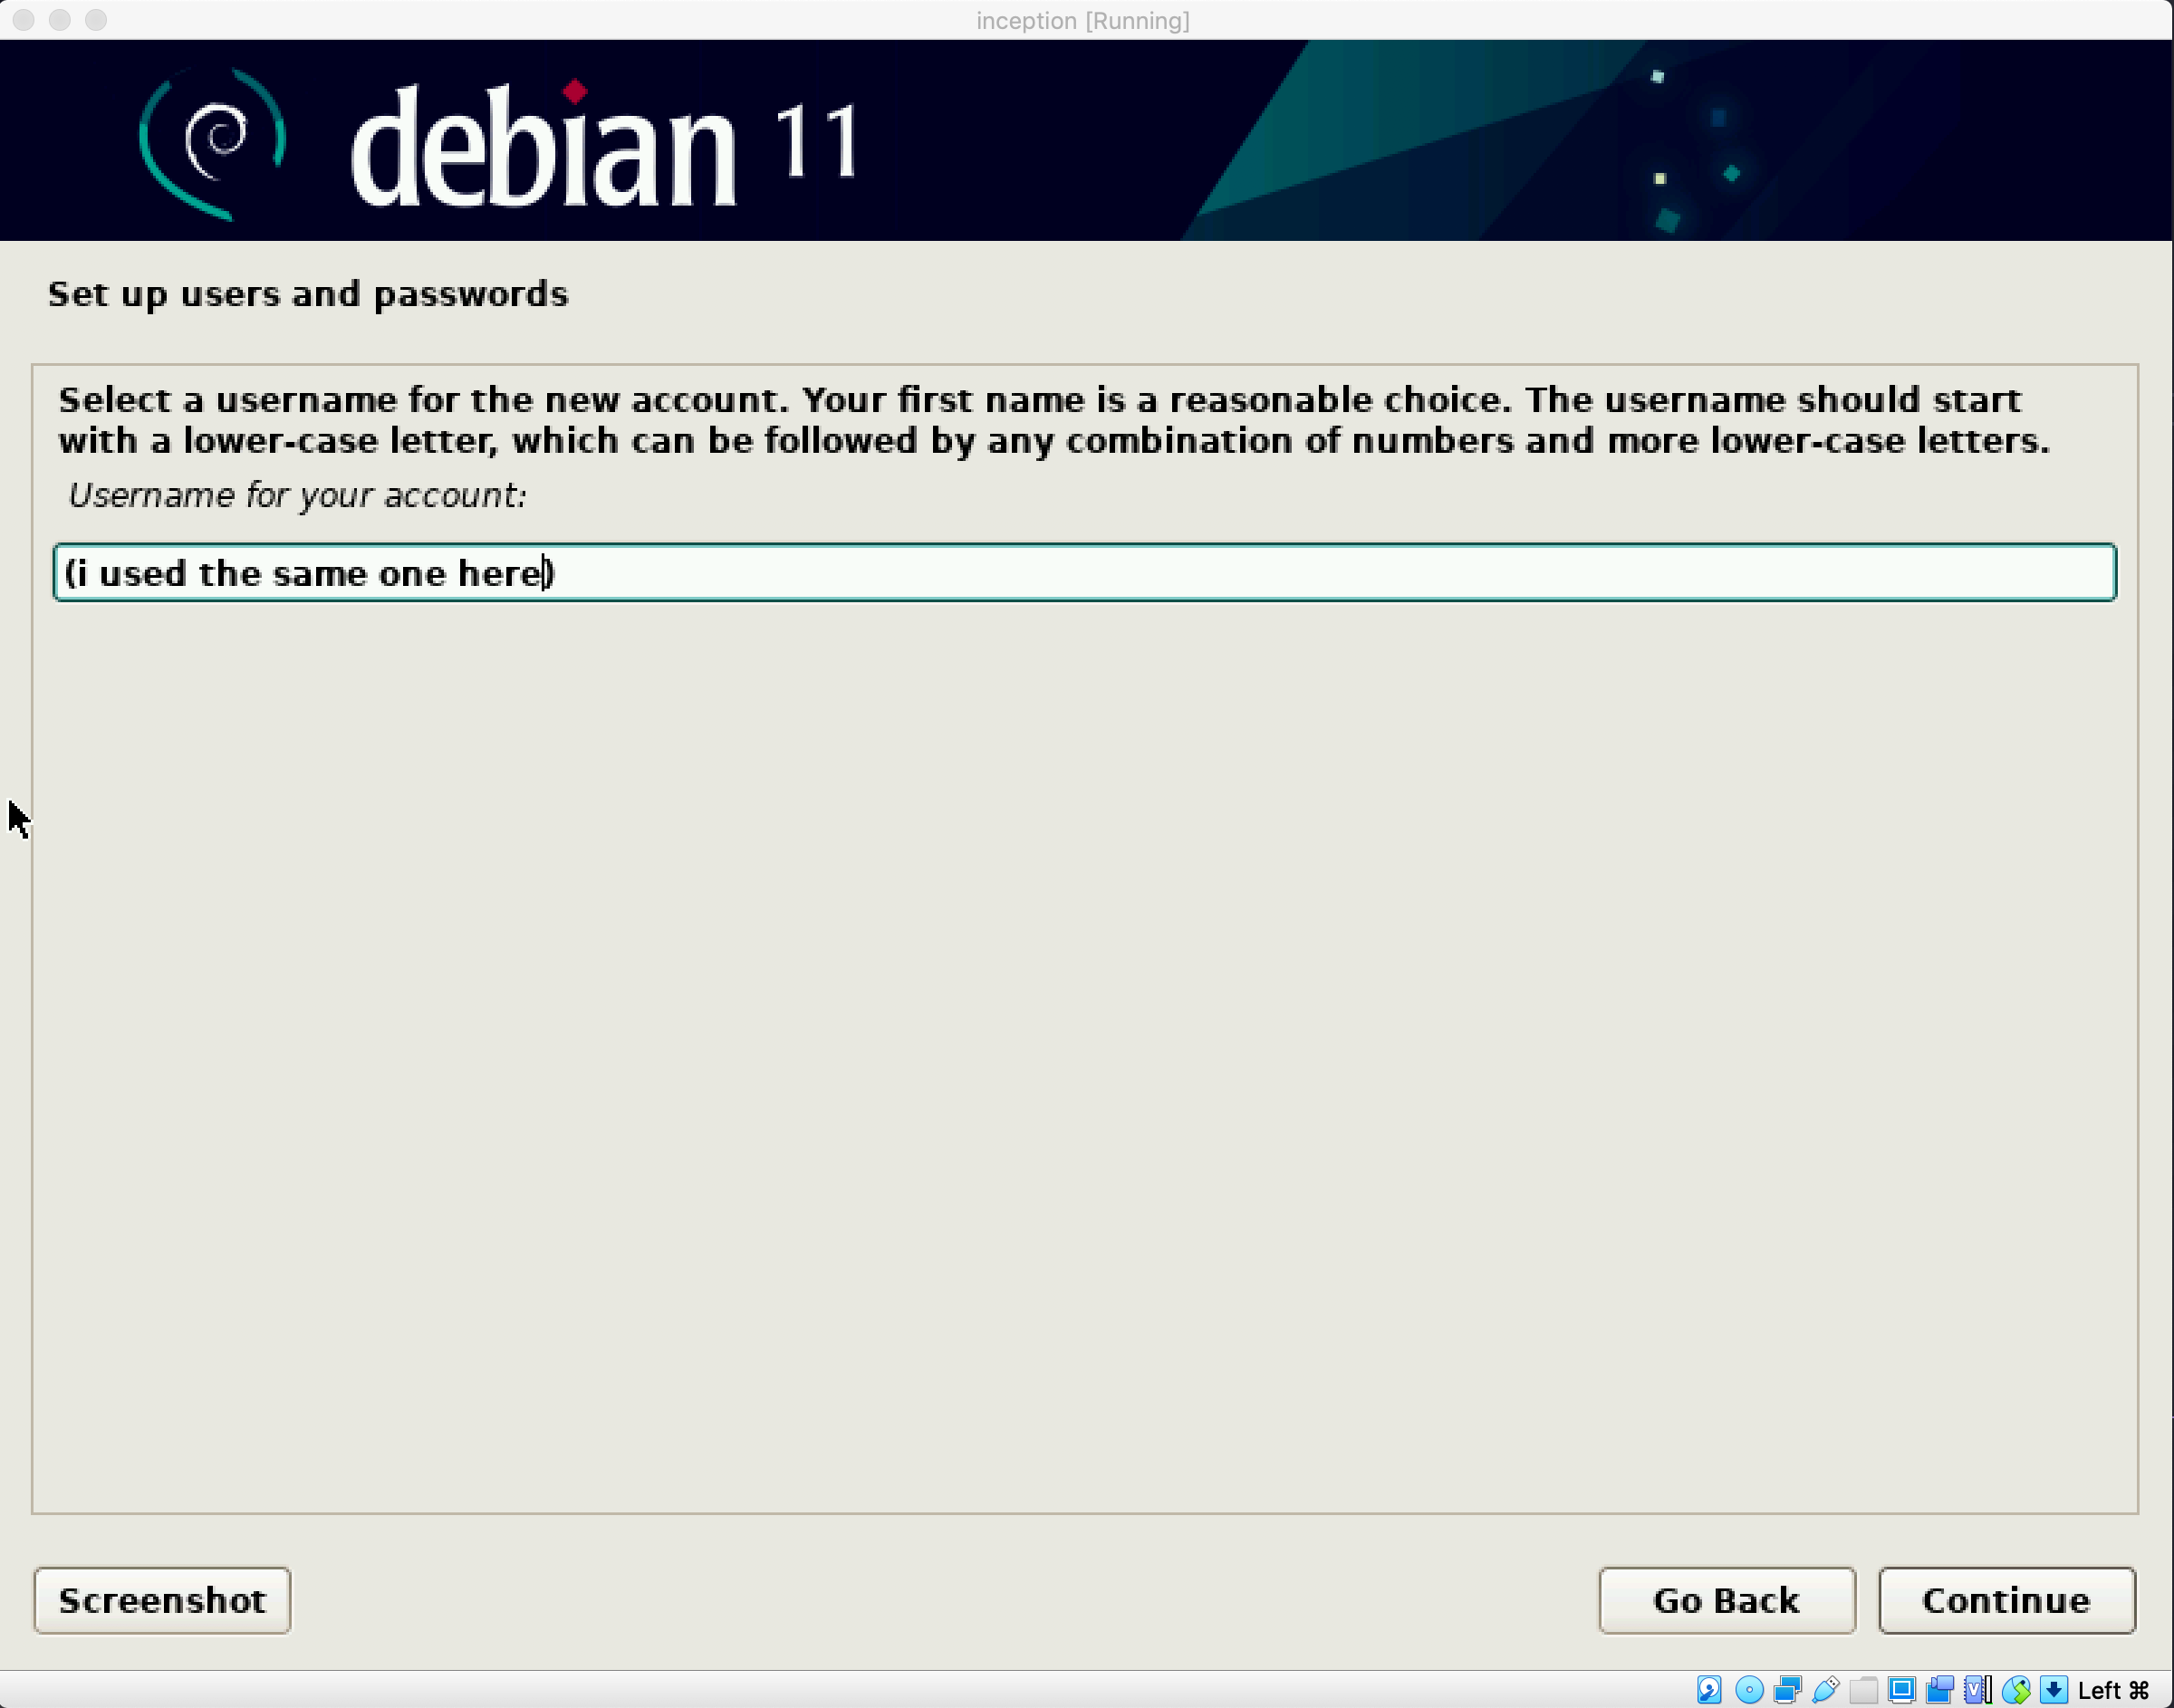 inception [Running]
debian 11
Set up users and passwords
Select a username for the new account. Your first name is a reasonable choice. The username should start
with a lower-case letter, which can be followed by any combination of numbers and more lower-case letters.
Username for your account:
(i used the same one here)
Screenshot
Go Back
Continue
Left ⌘